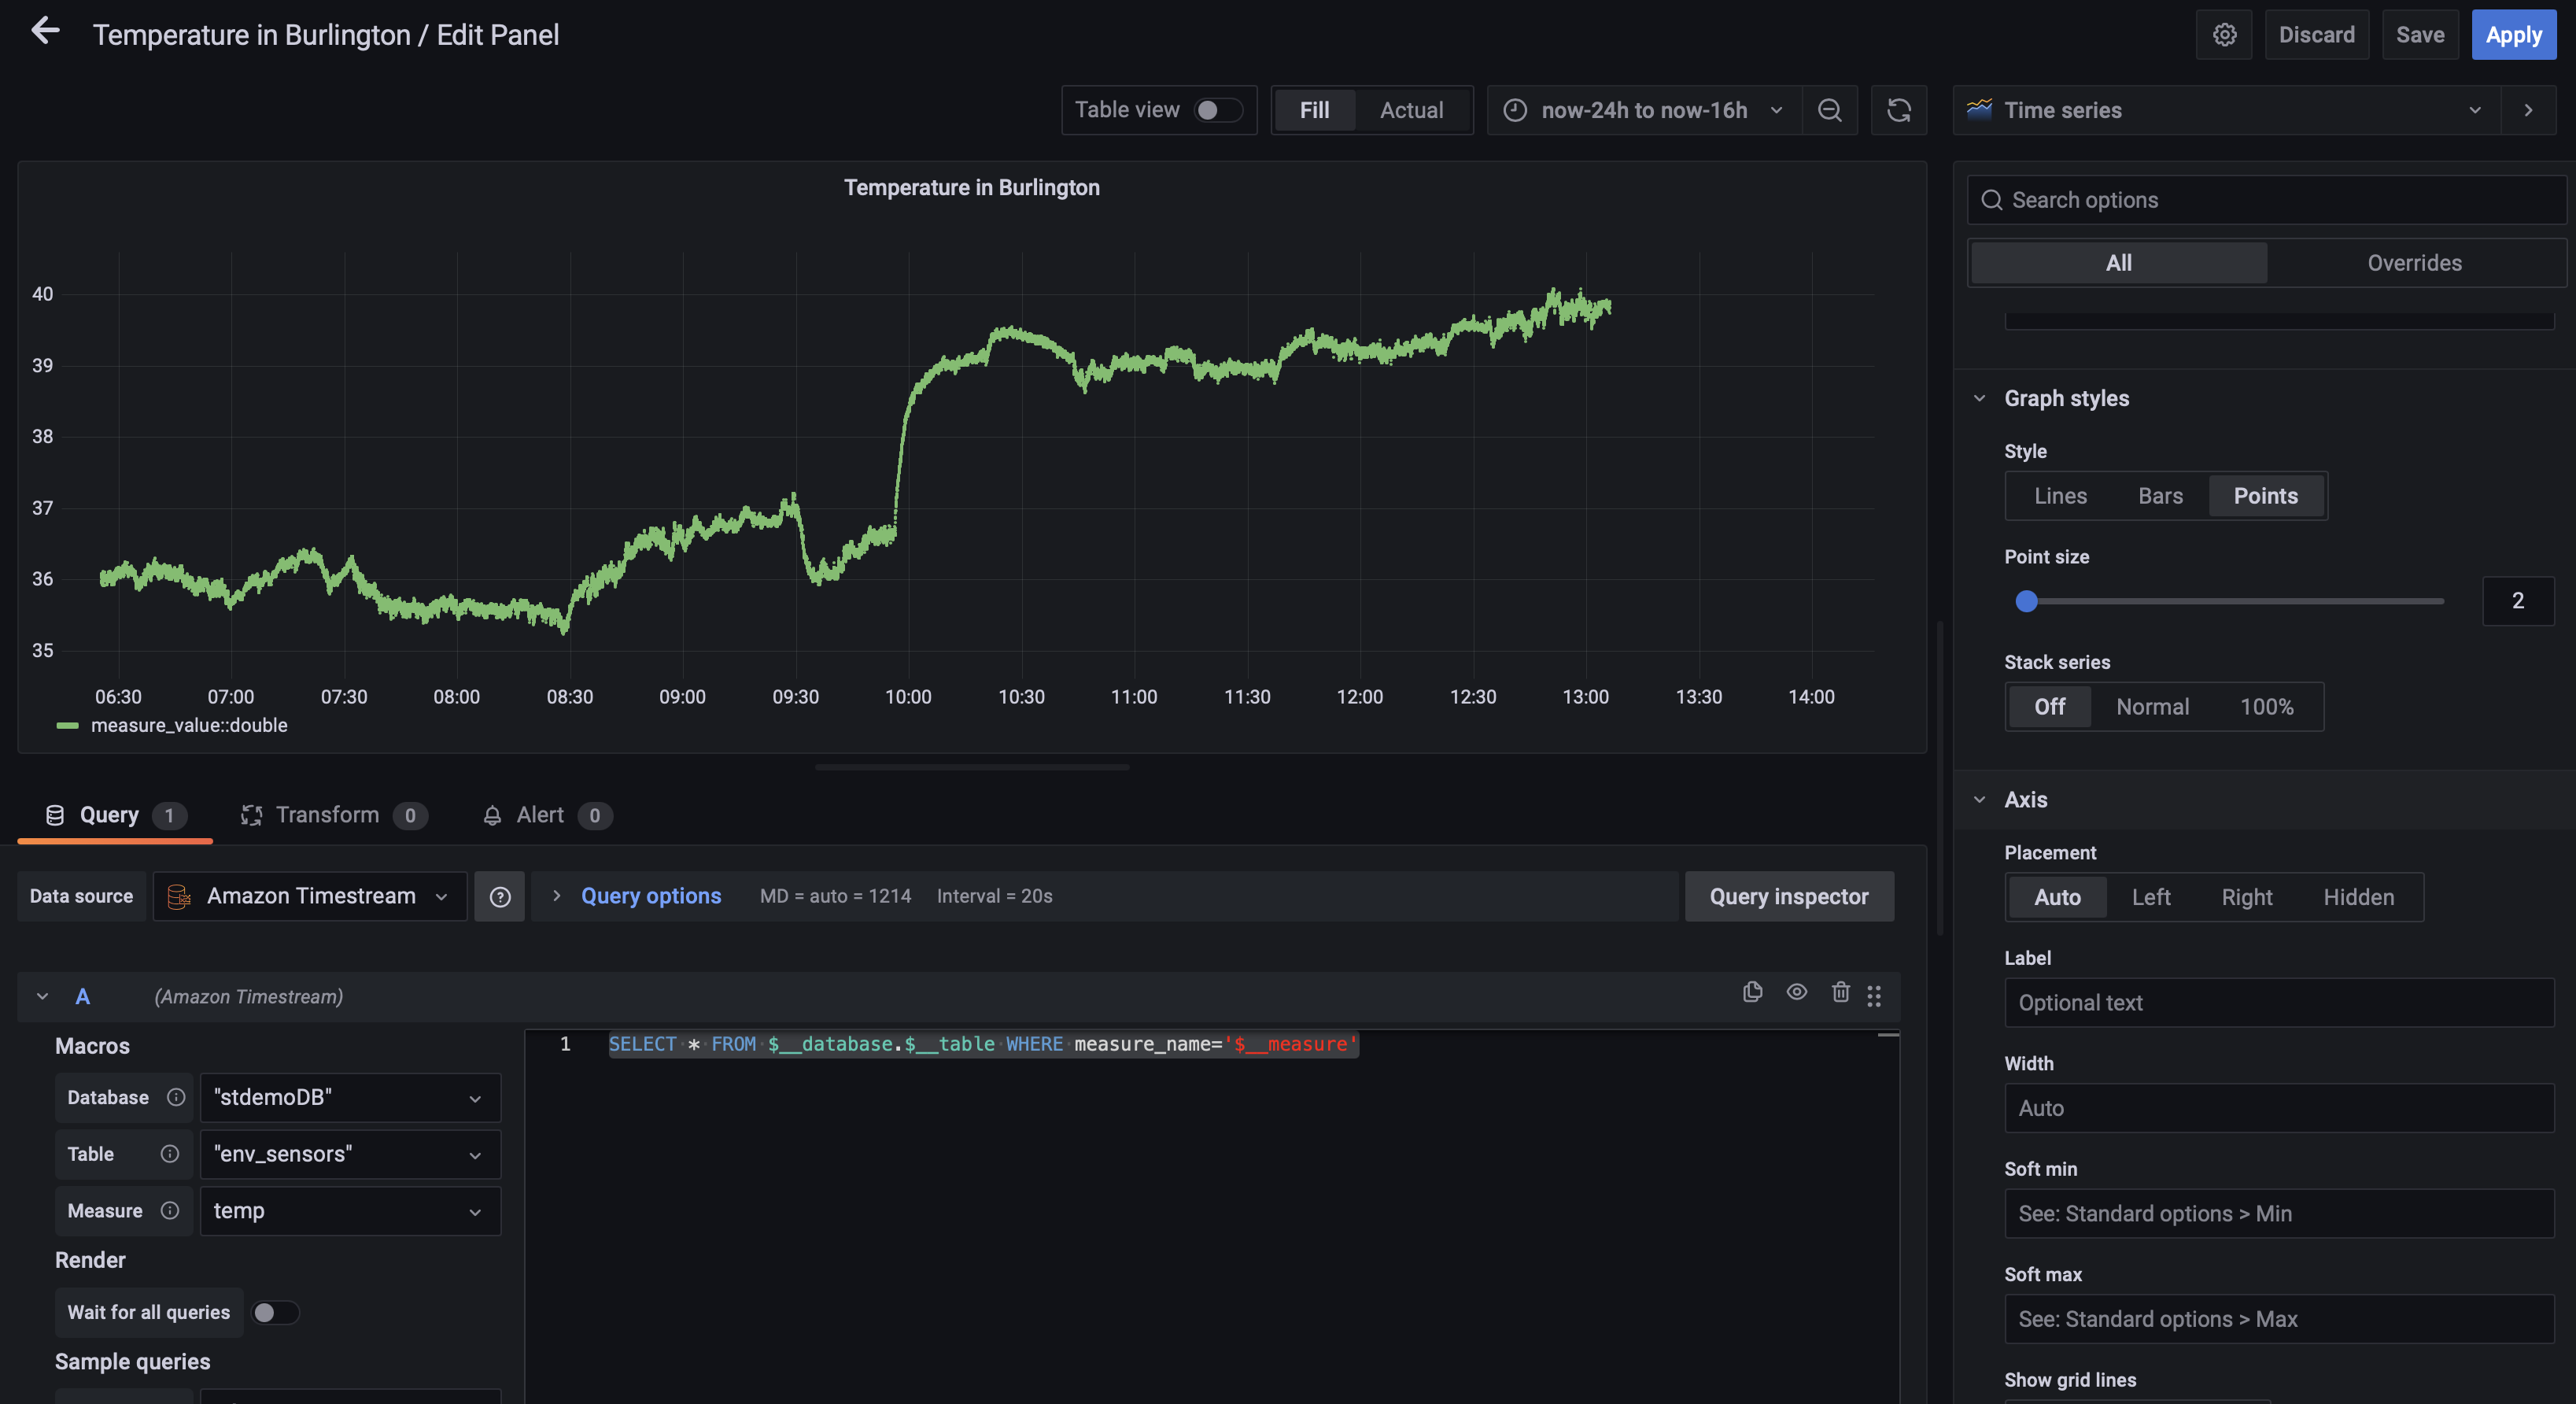 Temperature in Burlington / Edit Panel
Discard
Save
Apply
Table view
Fill
Actual
now-24h to now-16h
Time series
Temperature in Burlington
40
39
38
37
36
35
06:30 07:00 07:30 08:00 08:30 09:00 09:30 10:00 10:30 11:00 11:30 12:00 12:30 13:00 13:30 14:00
measure_value::double
Query 1
Transform 0
Alert 0
Data source
Amazon Timestream
Query options
MD = auto = 1214
Interval = 20s
Query inspector
A
(Amazon Timestream)
Macros
Database
"stdemoDB"
Table
"env_sensors"
Measure
temp
Render
Wait for all queries
Sample queries
1 SELECT * FROM $__database.$__table WHERE measure_name='$__measure'
Search options
All
Overrides
Graph styles
Style
Lines
Bars
Points
Point size
2
Stack series
Off
Normal
100%
Axis
Placement
Auto
Left
Right
Hidden
Label
Optional text
Width
Auto
Soft min
See: Standard options > Min
Soft max
See: Standard options > Max
Show grid lines